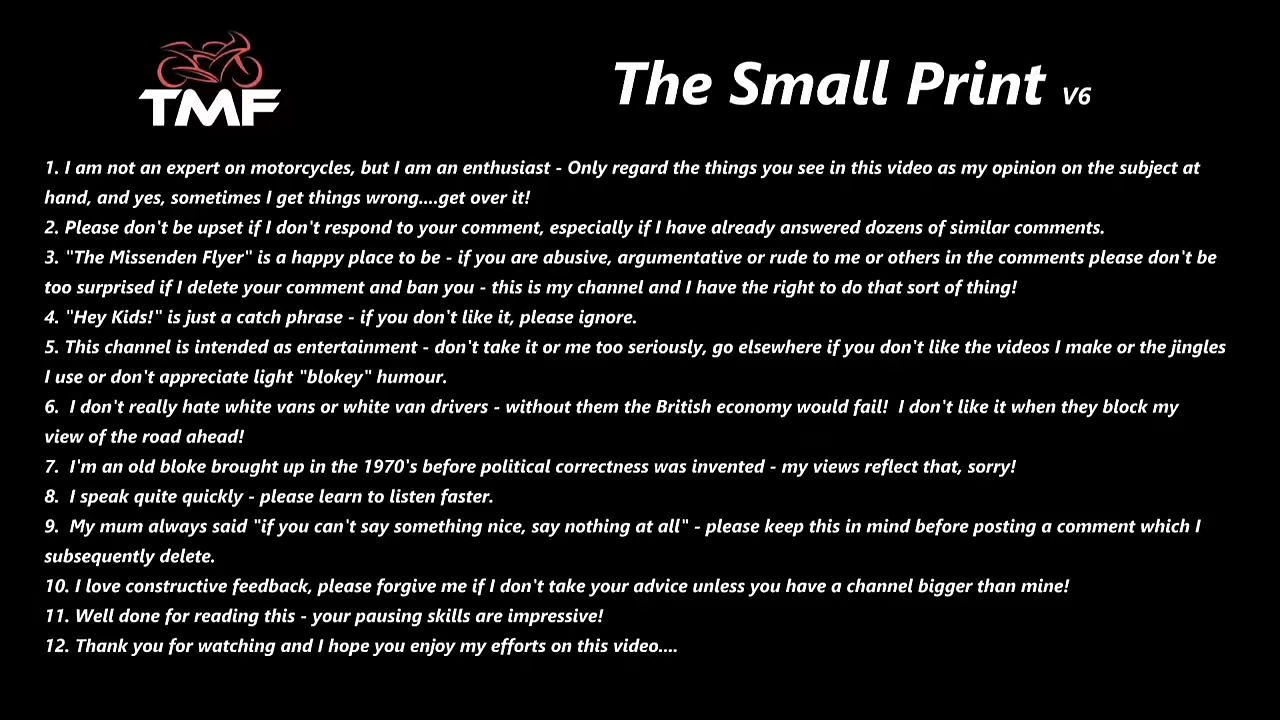 TMF
The Small Print V6
1. I am not an expert on motorcycles, but I am an enthusiast - Only regard the things you see in this video as my opinion on the subject at
hand, and yes, sometimes I get things wrong....get over it!
2. Please don't be upset if I don't respond to your comment, especially if I have already answered dozens of similar comments.
3. "The Missenden Flyer" is a happy place to be - if you are abusive, argumentative or rude to me or others in the comments please don't be
too surprised if I delete your comment and ban you - this is my channel and I have the right to do that sort of thing!
4. "Hey Kids!" is just a catch phrase - if you don't like it, please ignore.
5. This channel is intended as entertainment - don't take it or me too seriously, go elsewhere if you don't like the videos I make or the jingles
I use or don't appreciate light "blokey" humour.
6.  I don't really hate white vans or white van drivers - without them the British economy would fail!  I don't like it when they block my
view of the road ahead!
7.  I'm an old bloke brought up in the 1970's before political correctness was invented - my views reflect that, sorry!
8.  I speak quite quickly - please learn to listen faster.
9.  My mum always said "if you can't say something nice, say nothing at all" - please keep this in mind before posting a comment which I
subsequently delete.
10. I love constructive feedback, please forgive me if I don't take your advice unless you have a channel bigger than mine!
11. Well done for reading this - your pausing skills are impressive!
12. Thank you for watching and I hope you enjoy my efforts on this video....